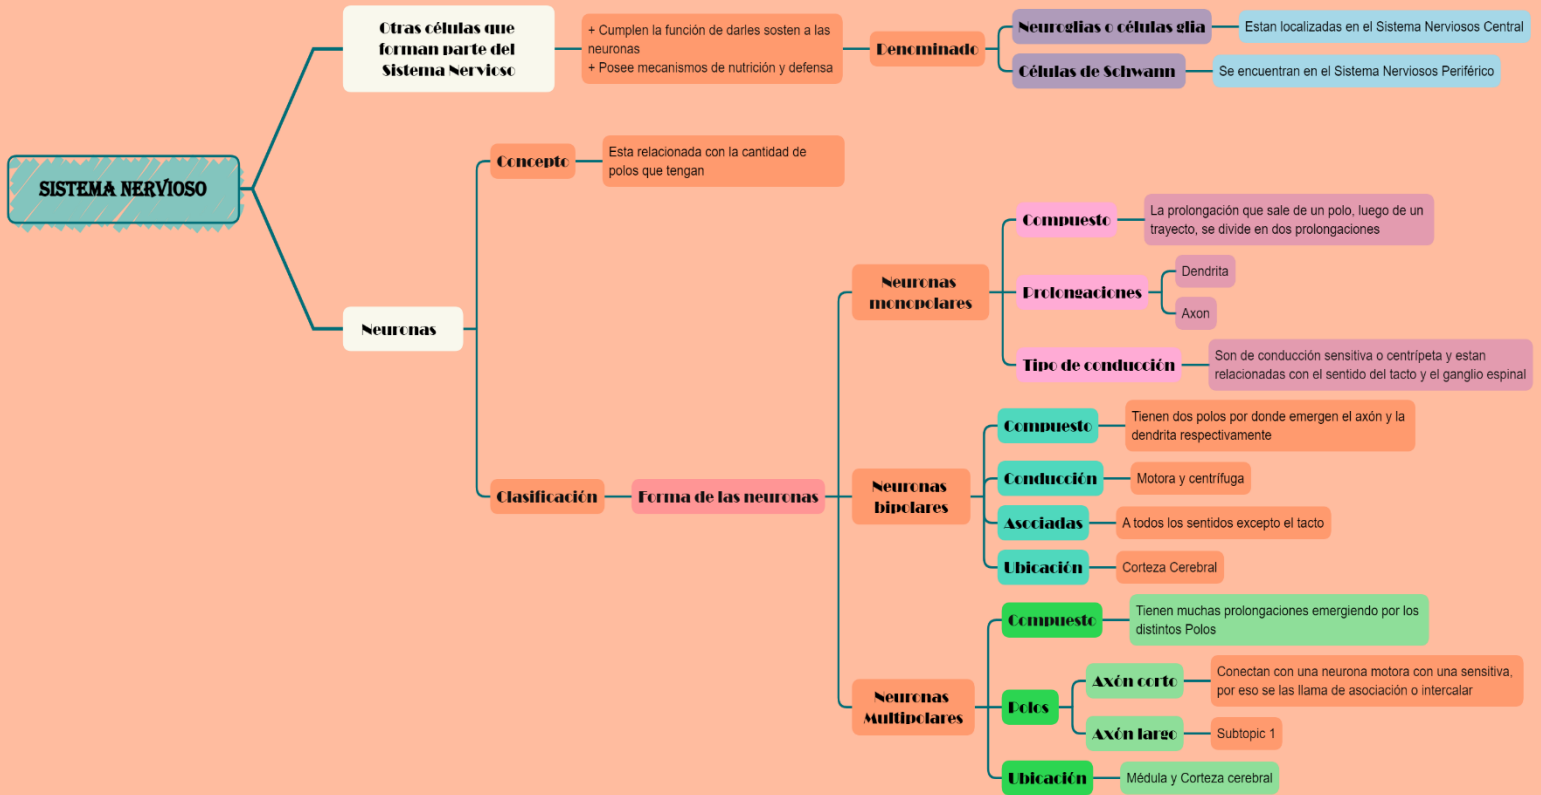 SISTEMA NERVIOSO
Otras células que
forman parte del
Sistema Nervioso
+ Cumplen la función de darles sosten a las
neuronas
+ Posee mecanismos de nutrición y defensa
Denominado
Neuroglias o células glia
Estan localizadas en el Sistema Nerviosos Central
Células de Schwann
Se encuentran en el Sistema Nerviosos Periférico
Neuronas
Concepto
Esta relacionada con la cantidad de
polos que tengan
Clasificación
Forma de las neuronas
Neuronas
monopolares
Compuesto
La prolongación que sale de un polo, luego de un
trayecto, se divide en dos prolongaciones
Prolongaciones
Dendrita
Axon
Tipo de conducción
Son de conducción sensitiva o centrípeta y estan
relacionadas con el sentido del tacto y el ganglio espinal
Neuronas
bipolares
Compuesto
Tienen dos polos por donde emergen el axón y la
dendrita respectivamente
Conducción
Motora y centrífuga
Asociadas
A todos los sentidos excepto el tacto
Ubicación
Corteza Cerebral
Neuronas
Multipolares
Compuesto
Tienen muchas prolongaciones emergiendo por los
distintos Polos
Polos
Axón corto
Conectan con una neurona motora con una sensitiva,
por eso se las llama de asociación o intercalar
Axón largo
Subtopic 1
Ubicación
Médula y Corteza cerebral